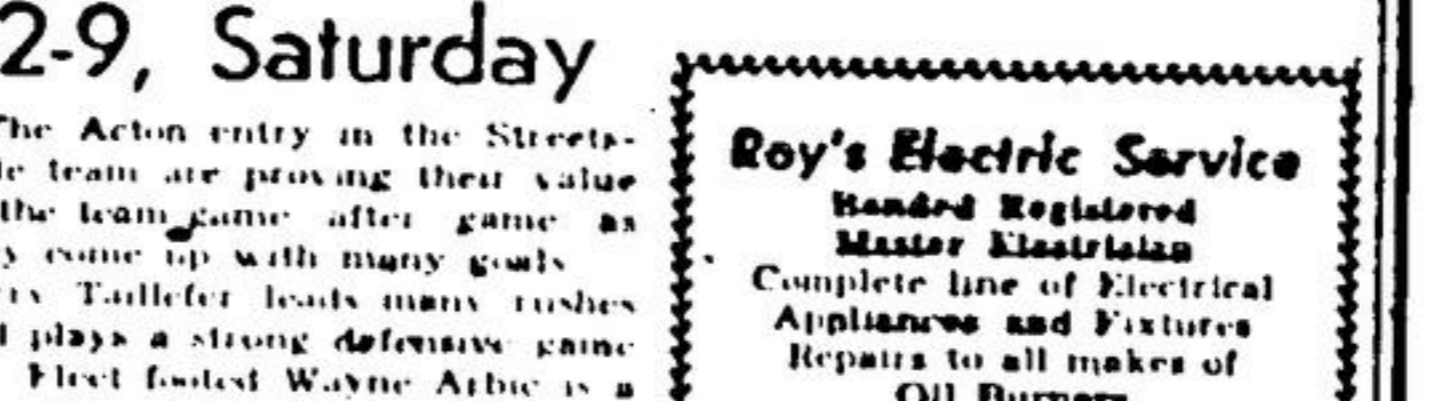 2-9, Saturday
The Acton entry in the Streets-
team are proving their value
the team game after game as
come up with many goals
Taillefer leads many rushes
plays a strong defensive game
Fleet footed Wayne Arbic is a
Roy's Electric Service
Bonded Registered
Master Electrician
Complete line of Electrical
Appliances and Fixtures
Repairs to all makes of
Oil Burners